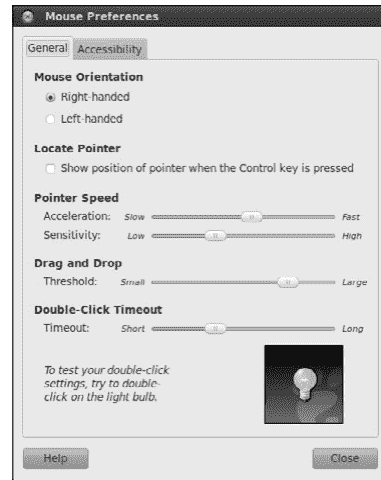 Mouse Preferences
General Accessibility
Mouse Orientation
Right-handed
Left-handed
Locate Pointer
Show position of pointer when the Control key is pressed
Pointer Speed
Acceleration: Slow Fast
Sensitivity: Low High
Drag and Drop
Threshold: Small Large
Double-Click Timeout
Timeout: Short Long
To test your double-click
settings, try to double-
click on the light bulb.
Help Close